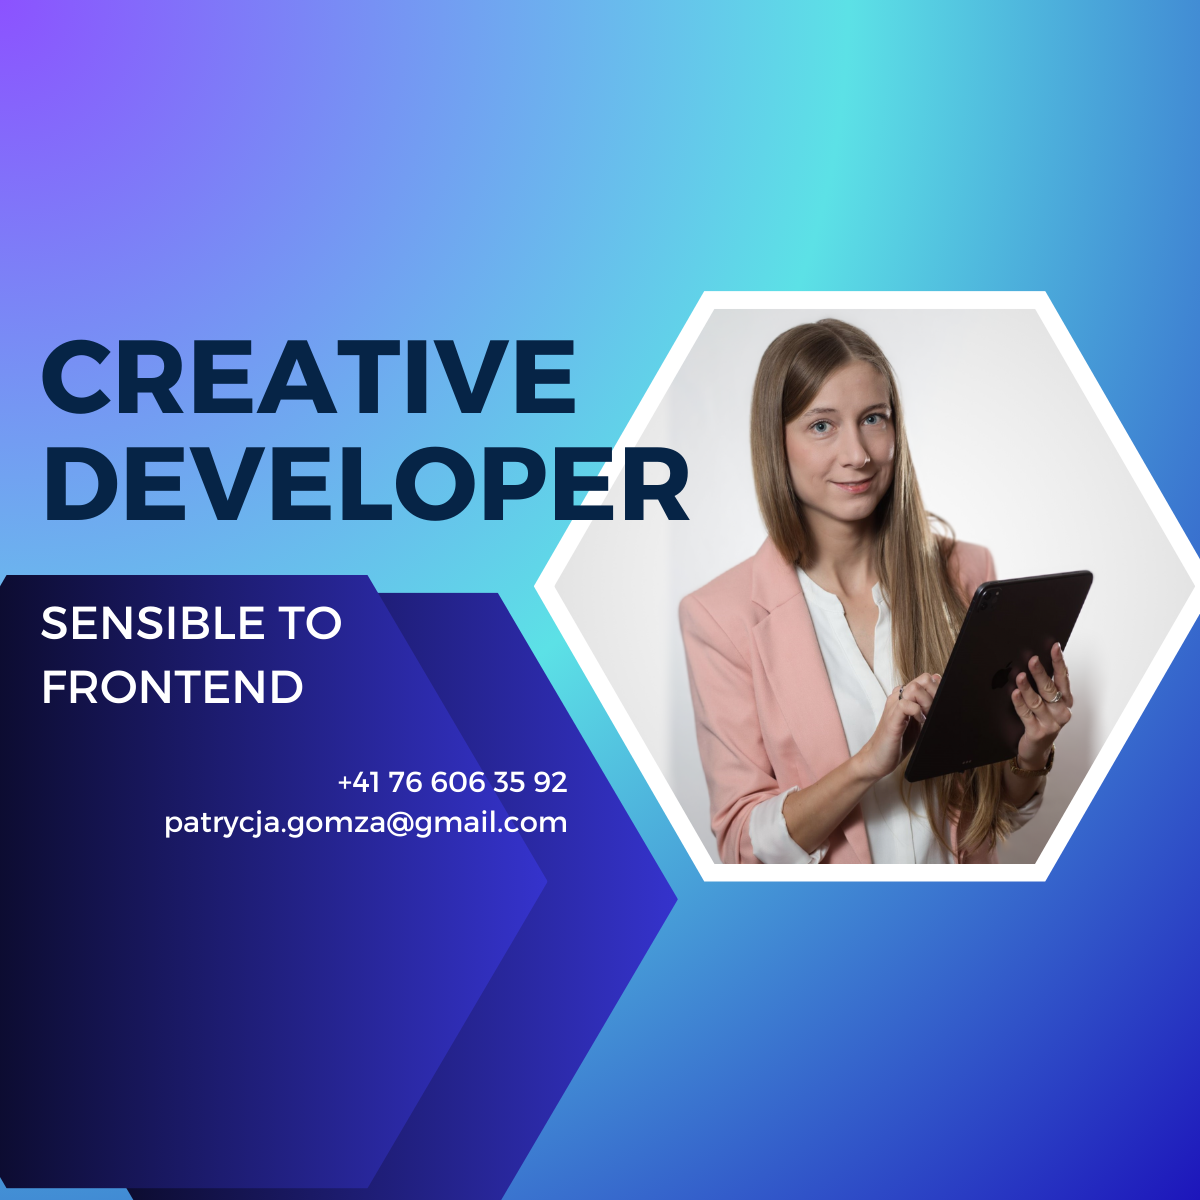 CREATIVE
DEVELOPER
SENSIBLE TO
FRONTEND
+41 76 606 35 92
patrycja.gomza@gmail.com